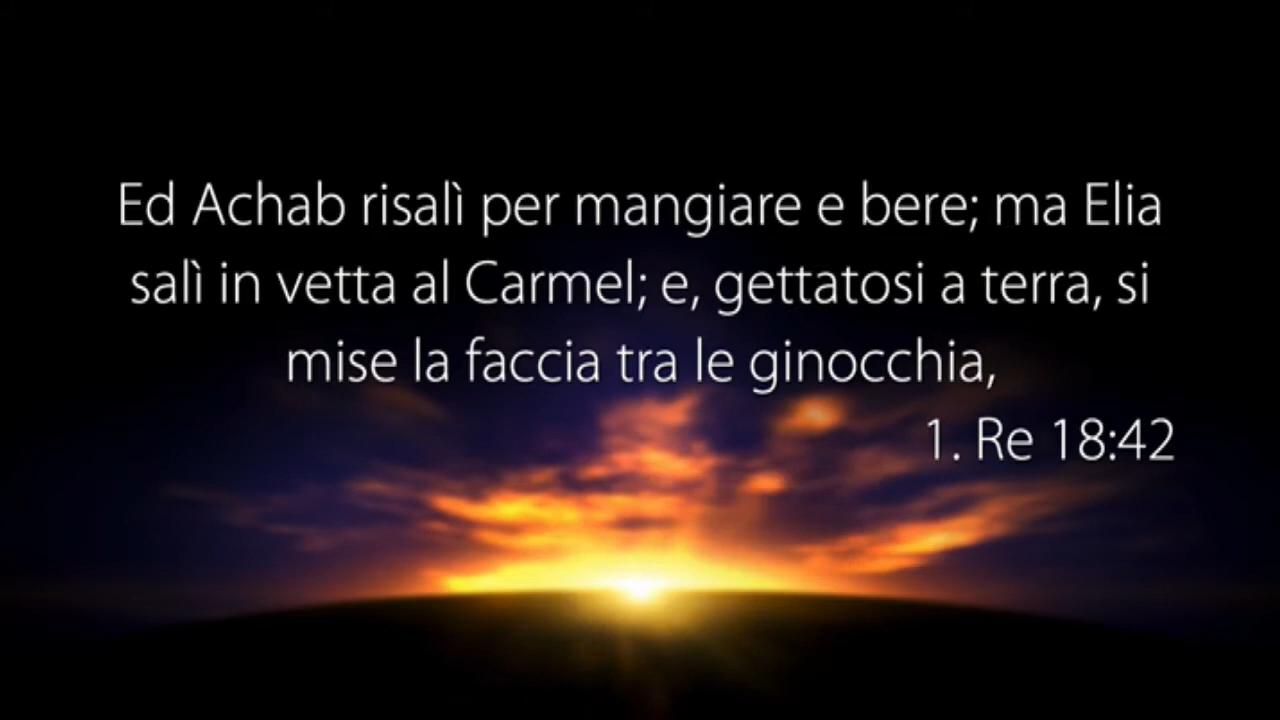 Ed Achab risalì per mangiare e bere; ma Elia
salì in vetta al Carmel; e, gettatosi a terra, si
mise la faccia tra le ginocchia,
1. Re 18:42